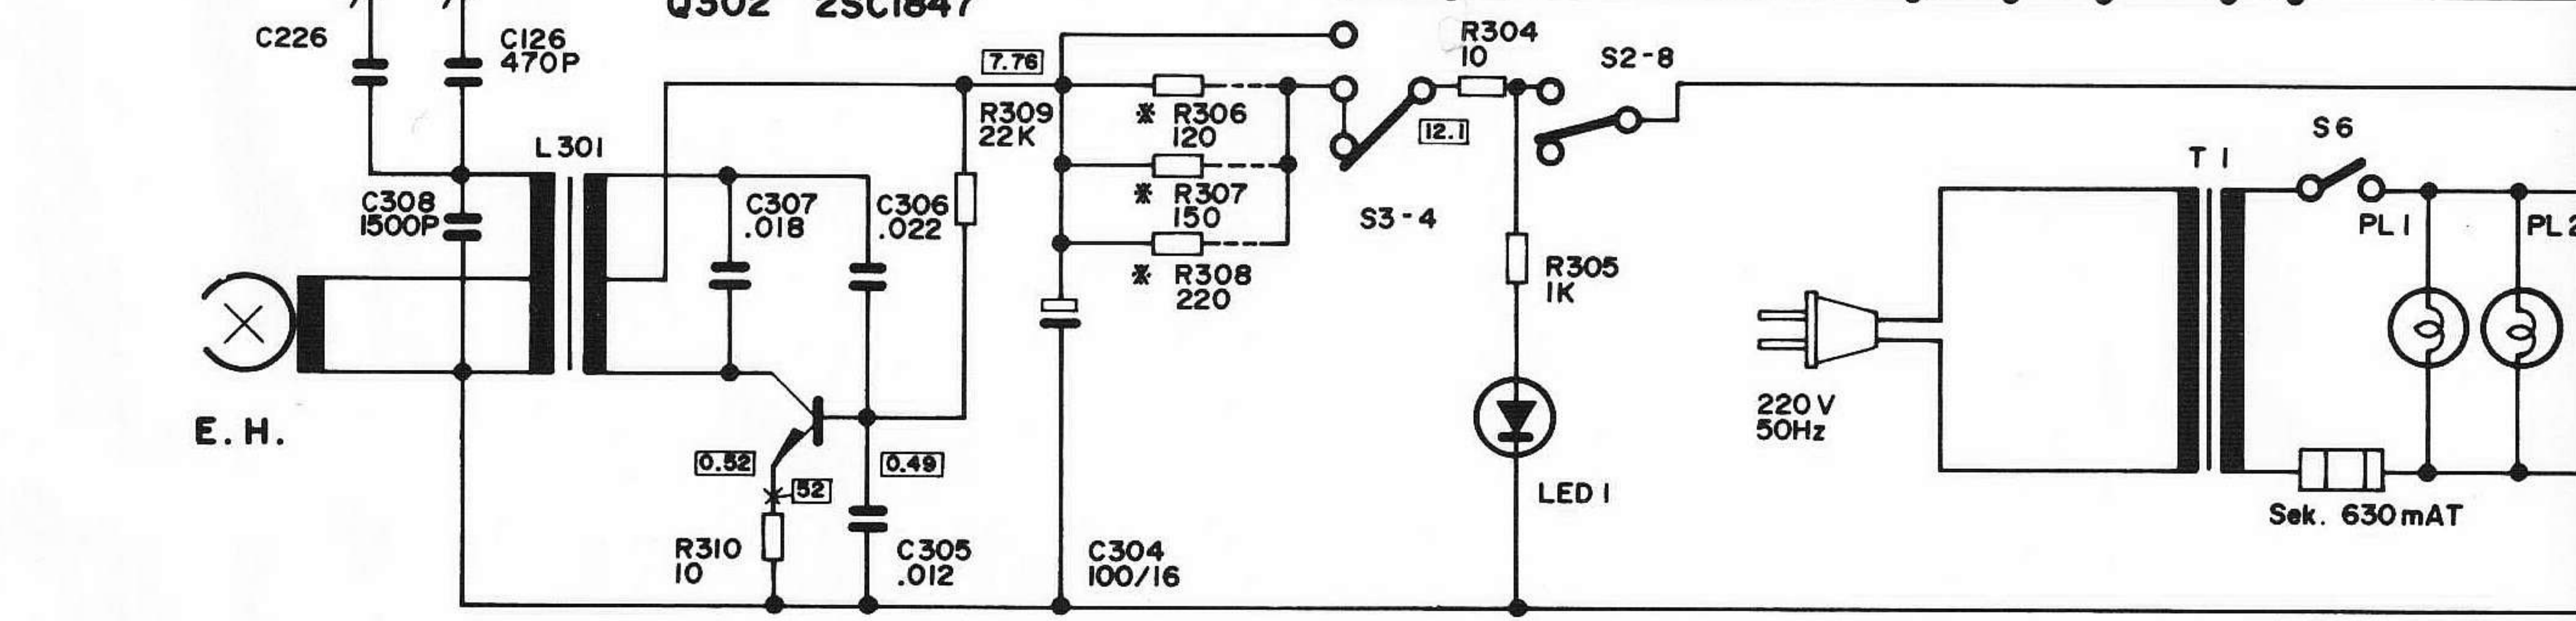 Q302 2SC1847
C226
C126
470P
7.76
R304
10
S2-8
R309
22K
※ R306
120
12.1
S6
L301
T1
C308
1500P
C307
.018
C306
.022
※ R307
150
S3-4
PL1
PL2
※ R308
220
R305
1K
E.H.
220V
50Hz
0.52
0.49
52
LED1
Sek. 630mAT
R310
10
C305
.012
C304
100/16